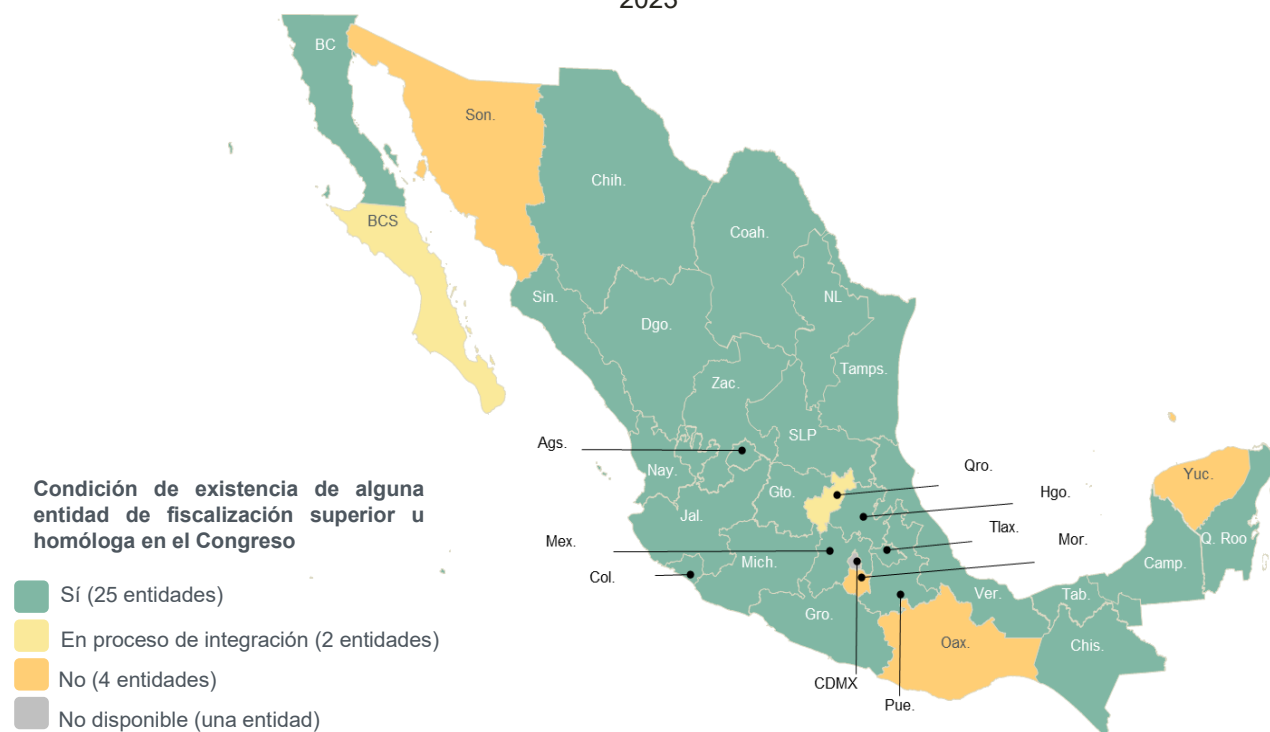 2025
BC
Son.
Chih.
BCS
Coah.
Sin.
NL
Dgo.
Tamps.
Zac.
Ags.
SLP
Nay.
Qro.
Yuc.
Gto.
Hgo.
Jal.
Tlax.
Mex.
Mor.
Q. Roo
Mich.
Camp.
Col.
Ver.
Tab.
Gro.
Oax.
Chis.
CDMX
Pue.
Condición de existencia de alguna
entidad de fiscalización superior u
homóloga en el Congreso
Sí (25 entidades)
En proceso de integración (2 entidades)
No (4 entidades)
No disponible (una entidad)